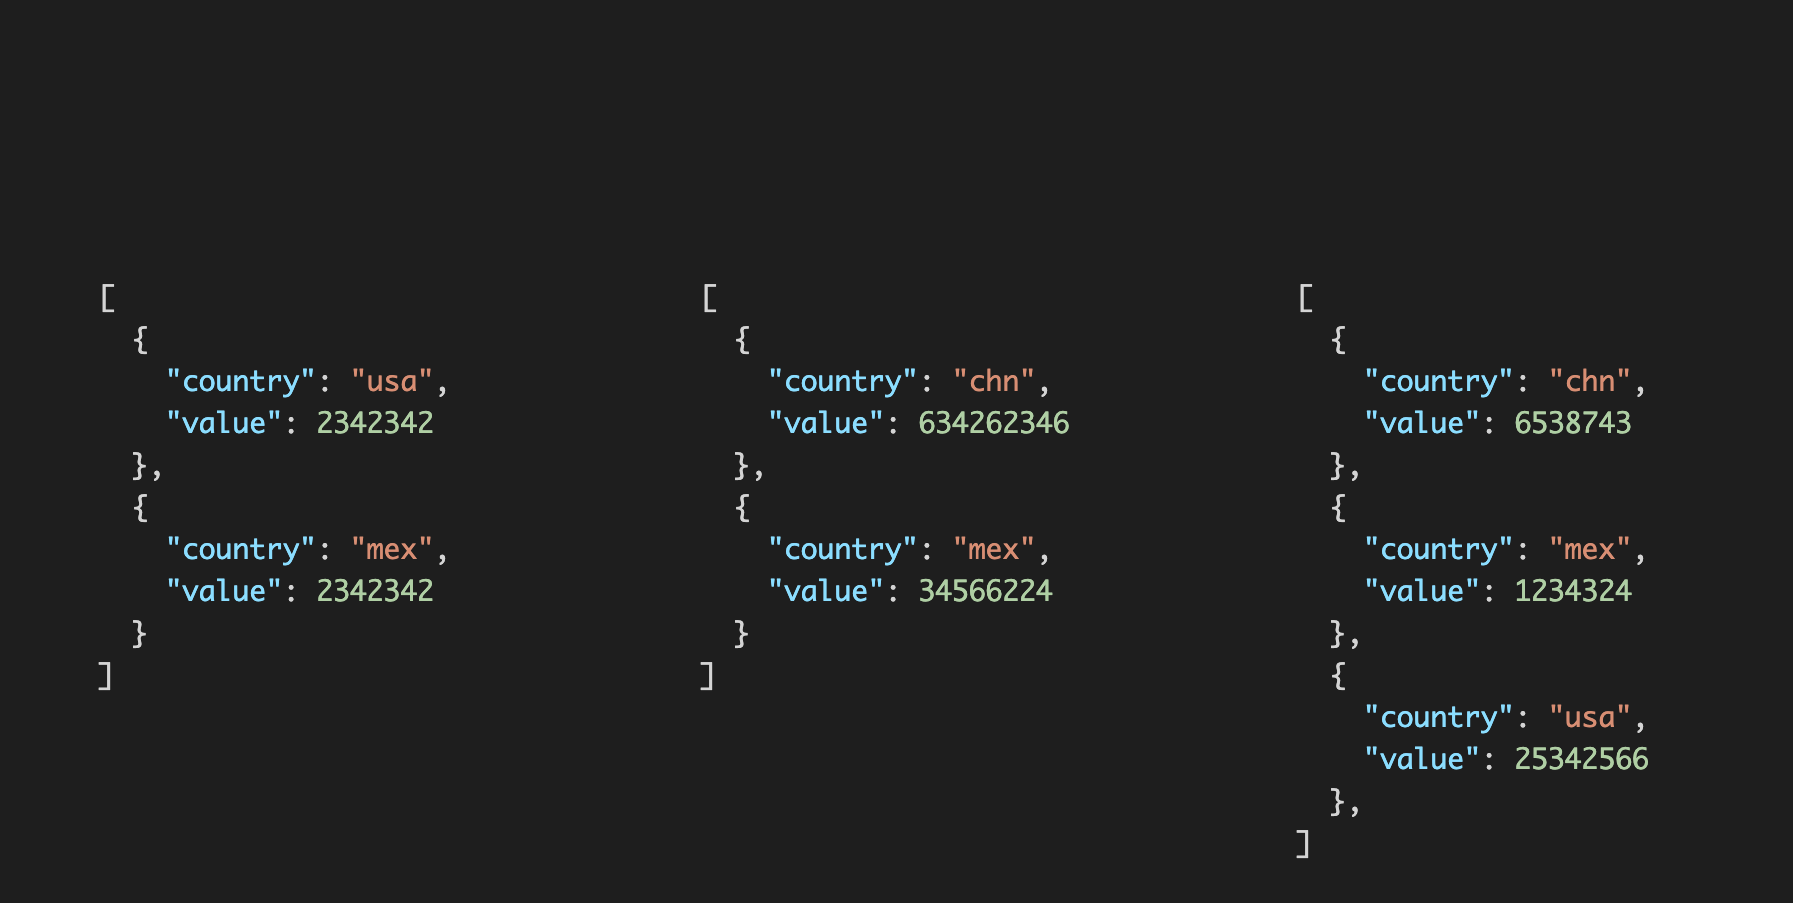 [
  {
    "country": "usa",
    "value": 2342342
  },
  {
    "country": "mex",
    "value": 2342342
  }
]
[
  {
    "country": "chn",
    "value": 634262346
  },
  {
    "country": "mex",
    "value": 34566224
  }
]
[
  {
    "country": "chn",
    "value": 6538743
  },
  {
    "country": "mex",
    "value": 1234324
  },
  {
    "country": "usa",
    "value": 25342566
  },
]